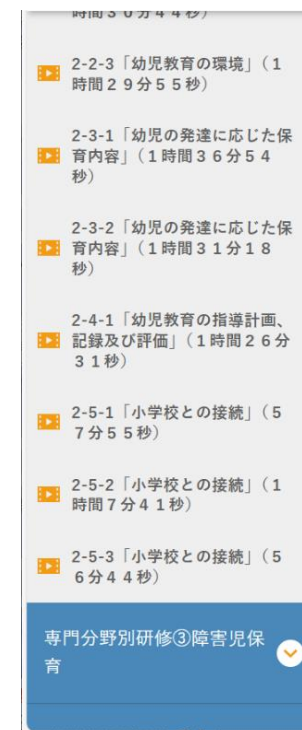 時間３０分４４秒）
2-2-3「幼児教育の環境」（１
時間２９分５５秒）
2-3-1「幼児の発達に応じた保
育内容」（１時間３６分５４
秒）
2-3-2「幼児の発達に応じた保
育内容」（１時間３１分１８
秒）
2-4-1「幼児教育の指導計画、
記録及び評価」（１時間２６分
３１秒）
2-5-1「小学校との接続」（５
７分５５秒）
2-5-2「小学校との接続」（１
時間７分４１秒）
2-5-3「小学校との接続」（５
６分４４秒）
専門分野別研修③障害児保
育